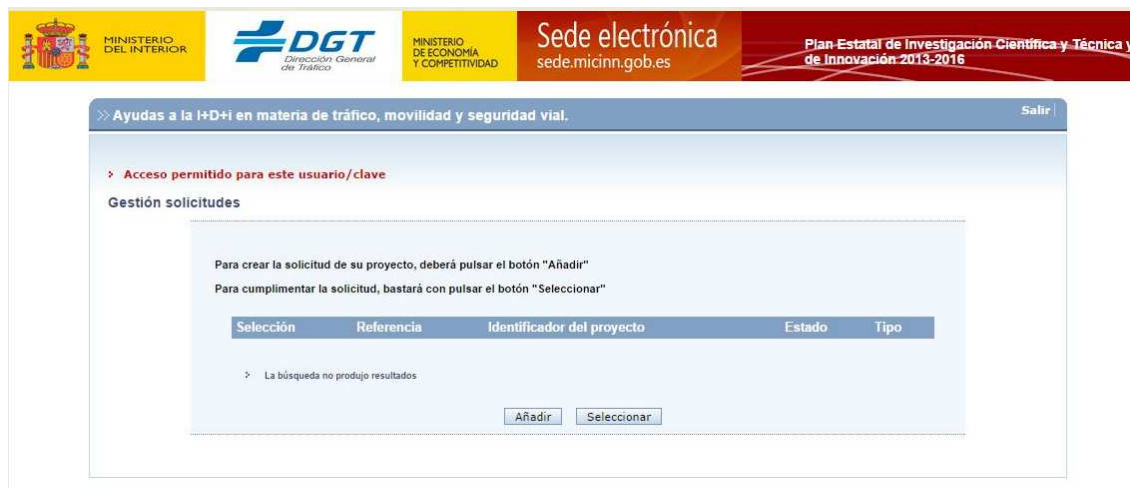 MINISTERIO
DEL INTERIOR
DGT
Dirección General
de Tráfico
MINISTERIO
DE ECONOMÍA
Y COMPETITIVIDAD
Sede electrónica
sede.micinn.gob.es
Plan Estatal de Investigación Científica y Técnica y
de Innovación 2013-2016
>> Ayudas a la I+D+i en materia de tráfico, movilidad y seguridad vial.
Salir
Acceso permitido para este usuario/clave
Gestión solicitudes
Para crear la solicitud de su proyecto, deberá pulsar el botón "Añadir"
Para cumplimentar la solicitud, bastará con pulsar el botón "Seleccionar"
Selección Referencia Identificador del proyecto Estado Tipo
La búsqueda no produjo resultados
Añadir Seleccionar